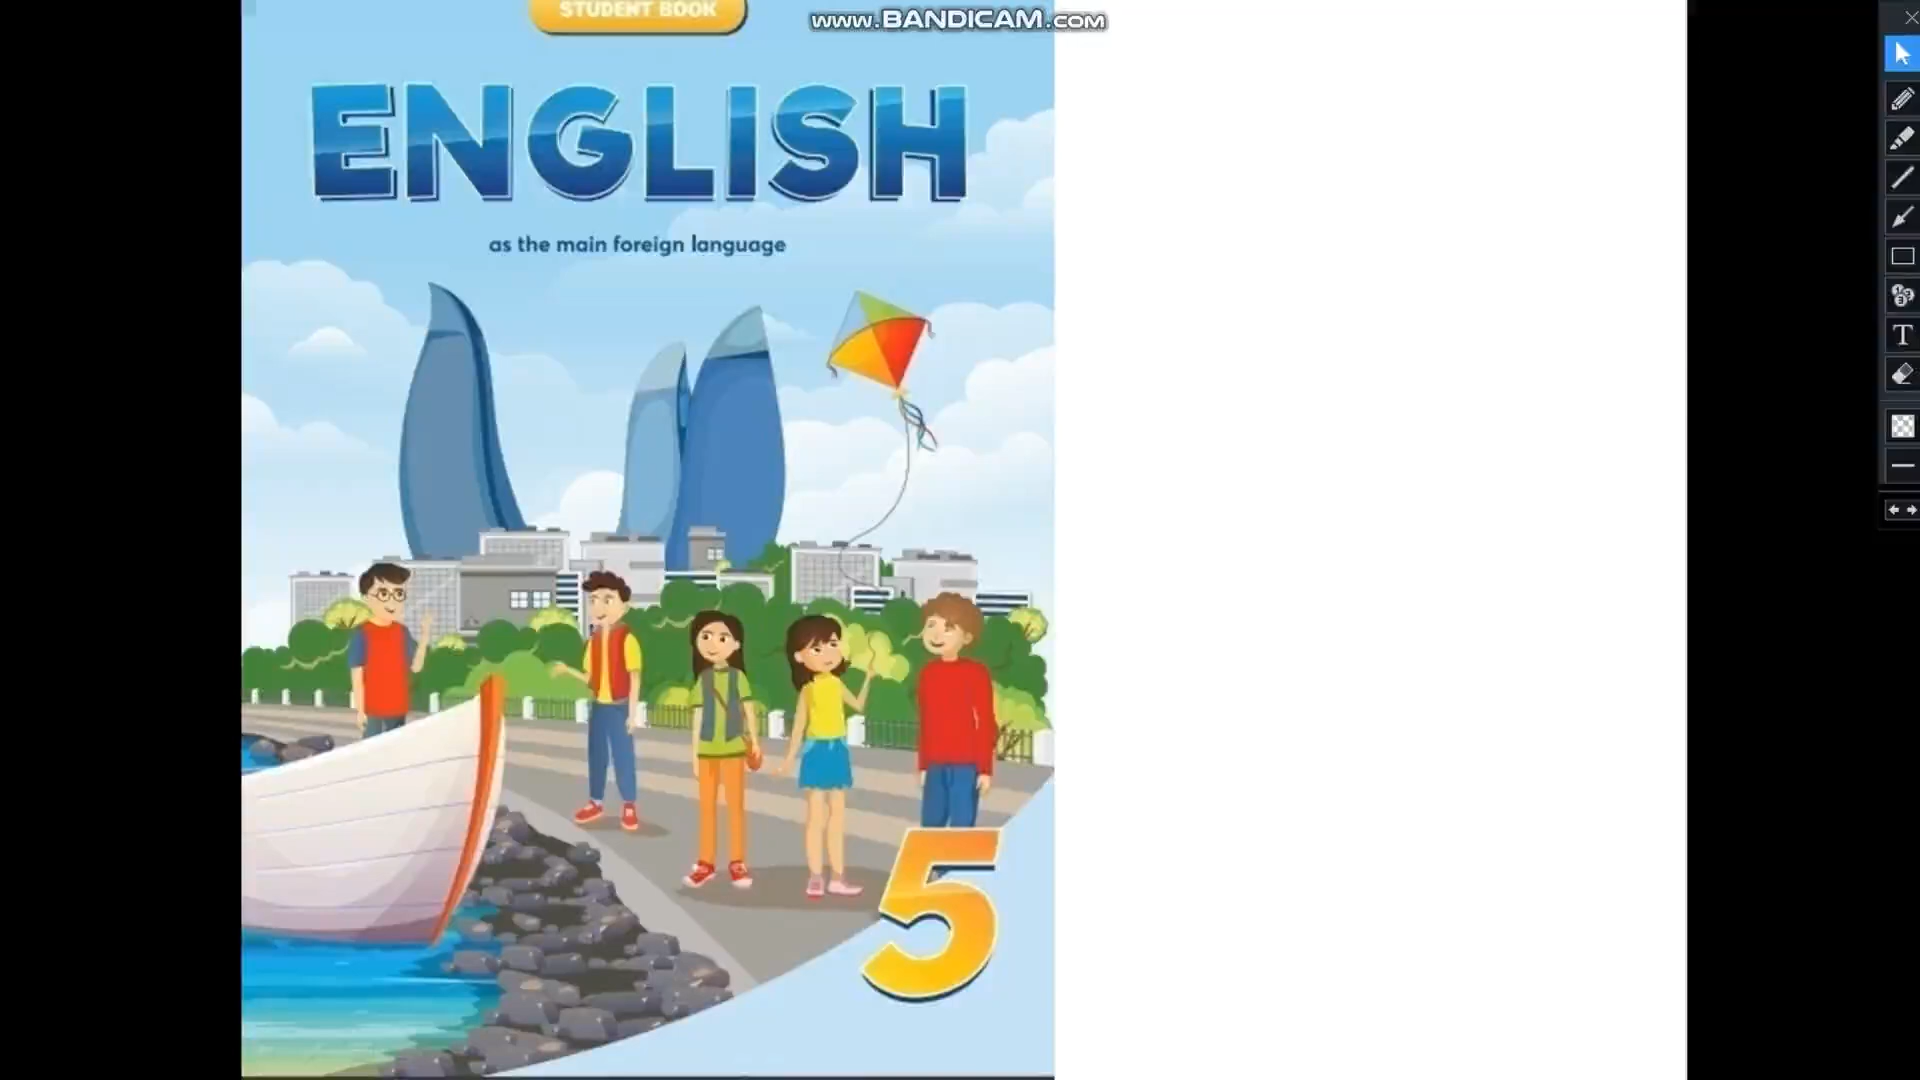 STUDENT BOOK
www.BANDICAM.com
ENGLISH
as the main foreign language
5
T